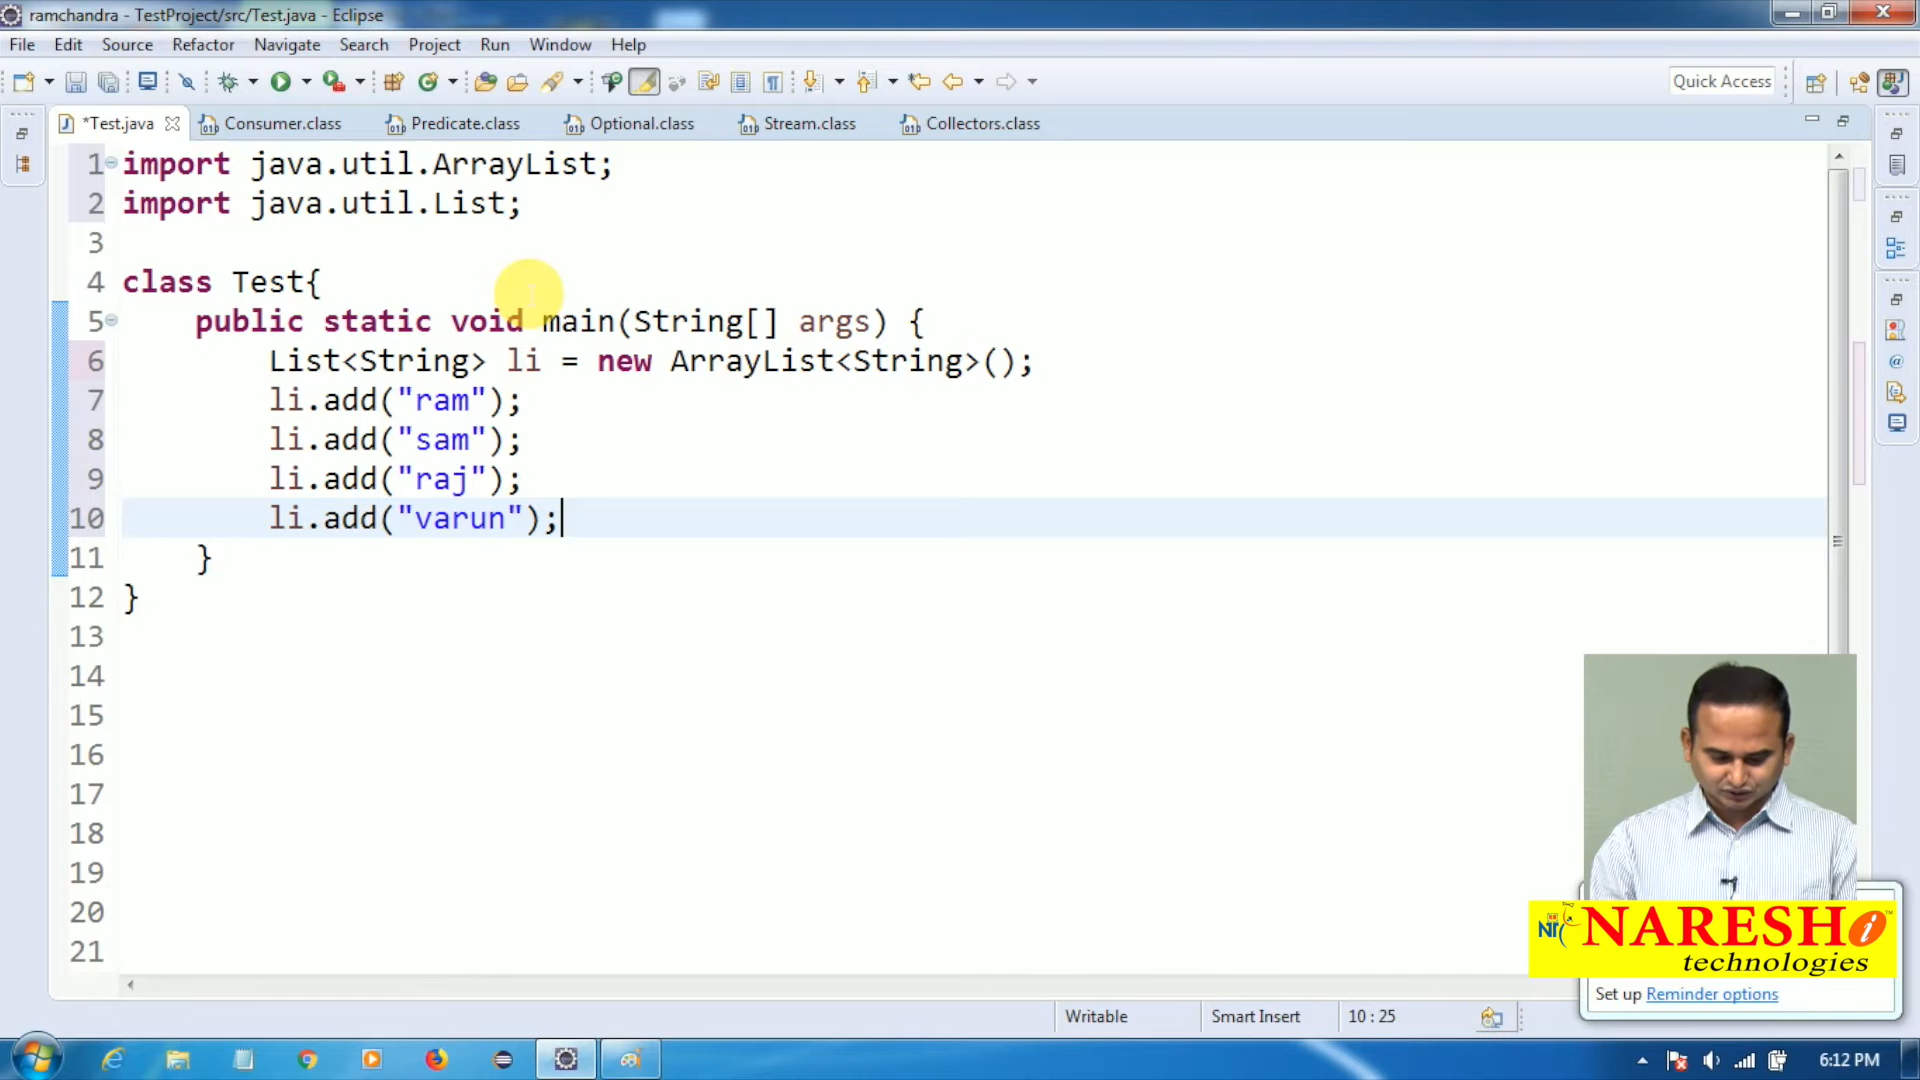 ramchandra - TestProject/src/Test.java - Eclipse
File Edit Source Refactor Navigate Search Project Run Window Help
Quick Access
*Test.java Consumer.class Predicate.class Optional.class Stream.class Collectors.class
1 import java.util.ArrayList;
2 import java.util.List;
3
4 class Test{
5 public static void main(String[] args) {
6 List<String> li = new ArrayList<String>();
7 li.add("ram");
8 li.add("sam");
9 li.add("raj");
10 li.add("varun");
11 }
12 }
13
14
15
16
17
18
19
20
21
NARESH i
technologies
Set up Reminder options
Writable Smart Insert 10 : 25
6:12 PM